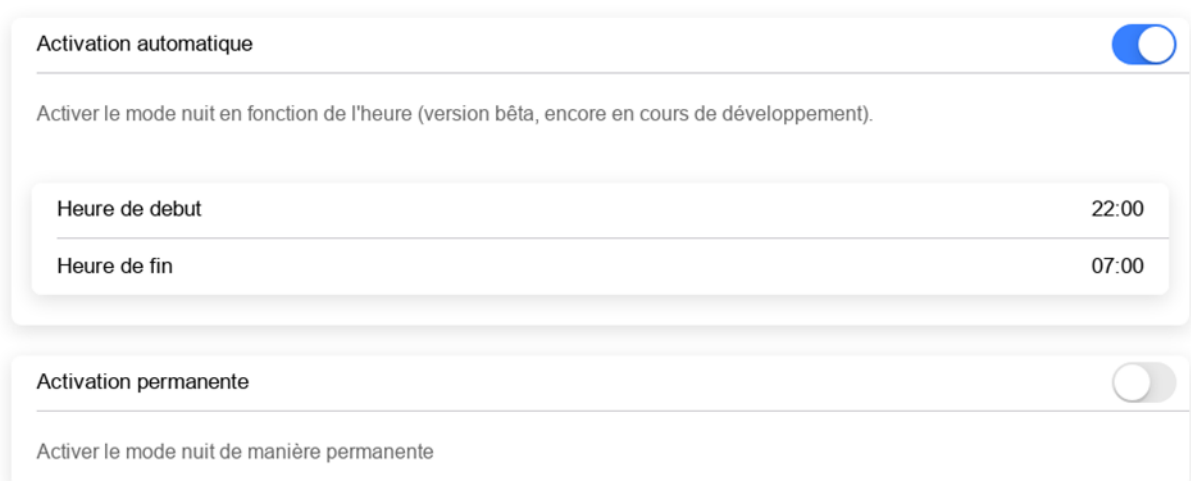 Activation automatique
Activer le mode nuit en fonction de l'heure (version bêta, encore en cours de développement).
Heure de debut 22:00
Heure de fin 07:00
Activation permanente
Activer le mode nuit de manière permanente